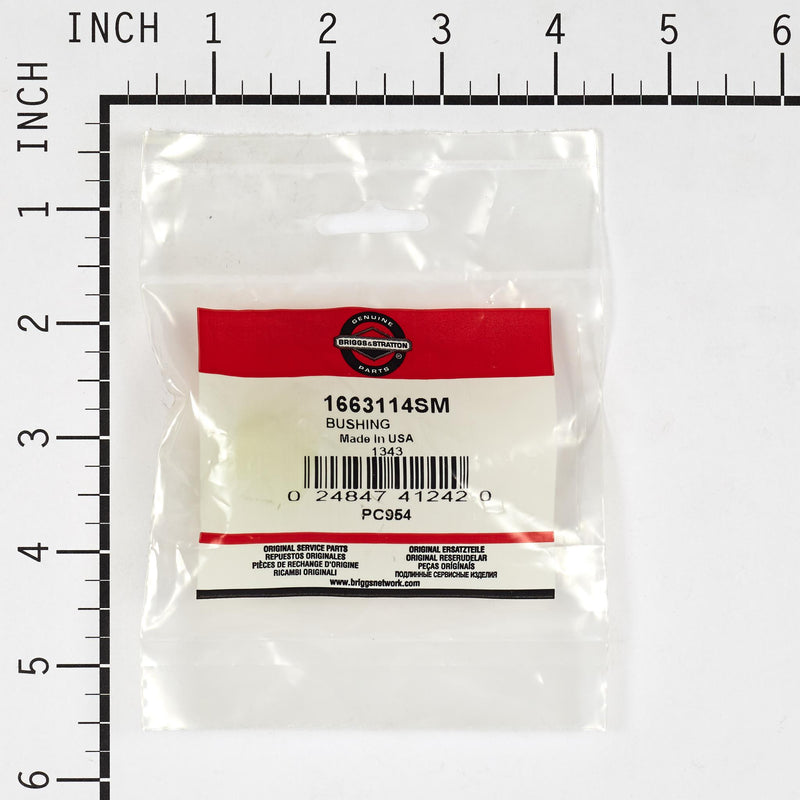 INCH 1 2 3 4 5 6
INCH 1 2 3 4 5 6
GENUINE
BRIGGS&STRATTON
®
PARTS
1663114SM
BUSHING
Made in USA
1343
0 24847 41242 0
PC954
ORIGINAL SERVICE PARTS
REPUESTOS ORIGINALES
PIÈCES DE RECHANGE D'ORIGINE
RICAMBI ORIGINALI
ORIGINAL ERSATZTEILE
ORIGINAL RESERUDELAR
PEÇAS ORIGÍNAIS
ПОДЛИННЫЕ СЕРВИСНЫЕ ИЗДЕЛИЯ
www.briggsnetwork.com